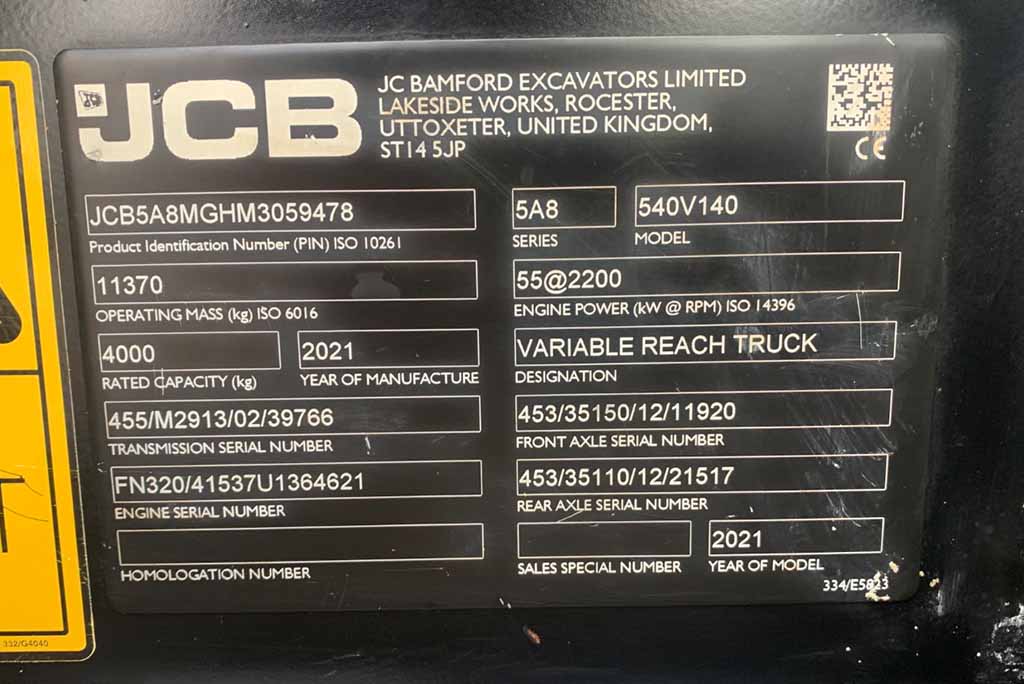 JCB
JC BAMFORD EXCAVATORS LIMITED
LAKESIDE WORKS, ROCESTER,
UTTOXETER, UNITED KINGDOM,
ST14 5JP
CE
JCB5A8MGHM3059478
Product Identification Number (PIN) ISO 10261
5A8
SERIES
540V140
MODEL
11370
OPERATING MASS (kg) ISO 6016
55@2200
ENGINE POWER (kW @ RPM) ISO 14396
4000
RATED CAPACITY (kg)
2021
YEAR OF MANUFACTURE
VARIABLE REACH TRUCK
DESIGNATION
455/M2913/02/39766
TRANSMISSION SERIAL NUMBER
453/35150/12/11920
FRONT AXLE SERIAL NUMBER
FN320/41537U1364621
ENGINE SERIAL NUMBER
453/35110/12/21517
REAR AXLE SERIAL NUMBER
HOMOLOGATION NUMBER
SALES SPECIAL NUMBER
2021
YEAR OF MODEL
332/G4040